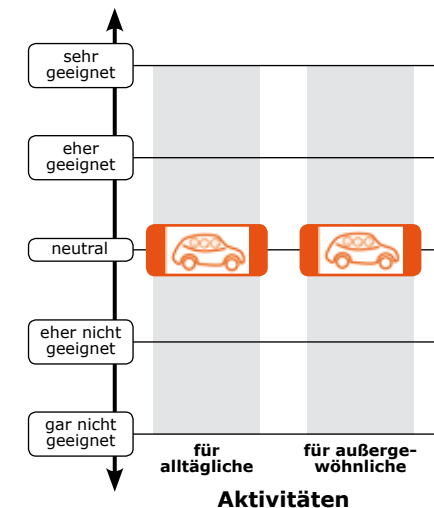 sehr
geeignet
eher
geeignet
neutral
eher nicht
geeignet
gar nicht
geeignet
für
alltägliche
für außerge-
wöhnliche
Aktivitäten